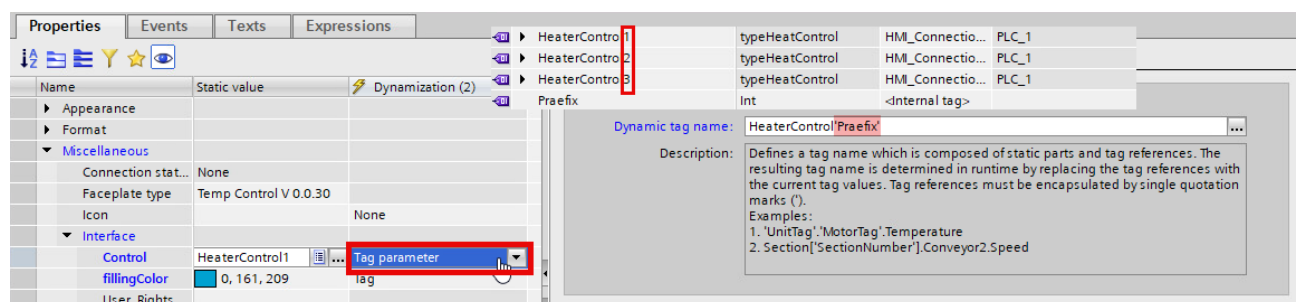 Properties Events Texts Expressions
Name Static value Dynamization (2)
Appearance
Format
Miscellaneous
Connection stat... None
Faceplate type Temp Control V 0.0.30
Icon None
Interface
Control HeaterControl1 ... Tag parameter
fillingColor 0, 161, 209 Tag
User Rights
HeaterControl1 typeHeatControl HMI_Connectio... PLC_1
HeaterControl2 typeHeatControl HMI_Connectio... PLC_1
HeaterControl3 typeHeatControl HMI_Connectio... PLC_1
Praefix Int <Internal tag>
Dynamic tag name: HeaterControl'Praefix' ...
Description: Defines a tag name which is composed of static parts and tag references. The
resulting tag name is determined in runtime by replacing the tag references with
the current tag values. Tag references must be encapsulated by single quotation
marks (').
Examples:
1. 'UnitTag'.'MotorTag'.Temperature
2. Section['SectionNumber'].Conveyor2.Speed